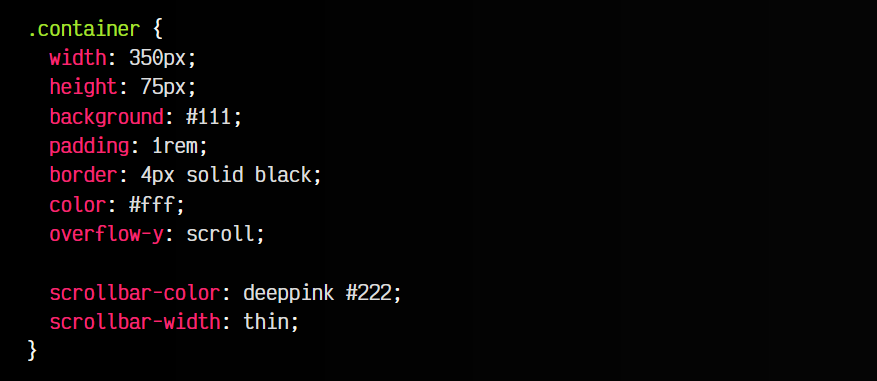 .container {
  width: 350px;
  height: 75px;
  background: #111;
  padding: 1rem;
  border: 4px solid black;
  color: #fff;
  overflow-y: scroll;

  scrollbar-color: deeppink #222;
  scrollbar-width: thin;
}